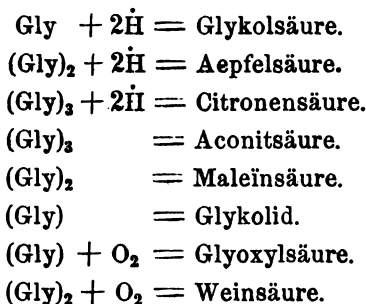 Gly + 2Ḣ = Glykolsäure.
(Gly)₂ + 2Ḣ = Aepfelsäure.
(Gly)₃ + 2Ḣ = Citronensäure.
(Gly)₃ = Aconitsäure.
(Gly)₂ = Maleïnsäure.
(Gly) = Glykolid.
(Gly) + O₂ = Glyoxylsäure.
(Gly)₂ + O₂ = Weinsäure.